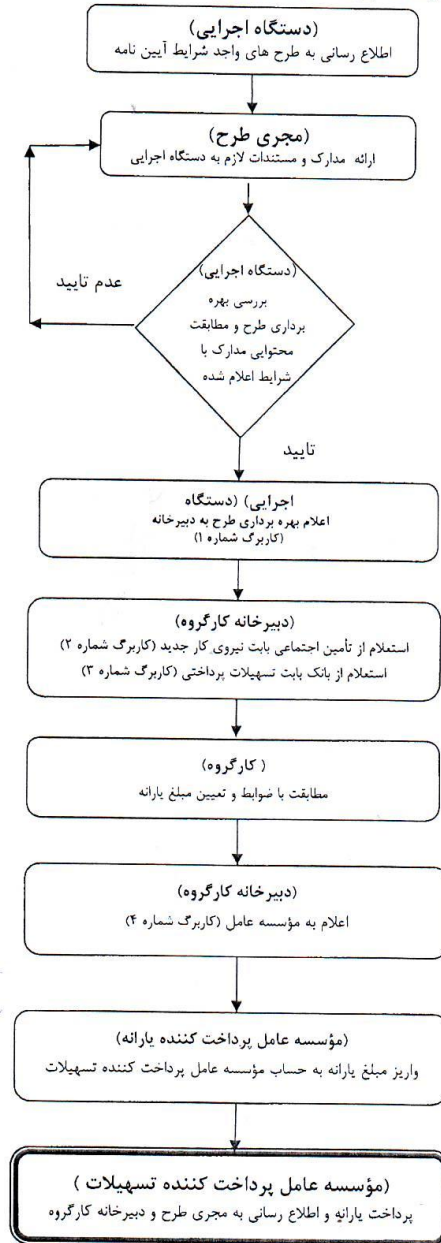 (دستگاه اجرایی)
اطلاع رسانی به طرح های واجد شرایط آیین نامه
(مجری طرح)
ارائه مدارک و مستندات لازم به دستگاه اجرایی
(دستگاه اجرایی)
بررسی بهره
برداری طرح و مطابقت
محتوایی مدارک با
شرایط اعلام شده
عدم تایید
تایید
اجرایی) (دستگاه
اعلام بهره برداری طرح به دبیرخانه
(کاربرگ شماره ۱)
(دبیرخانه کارگروه)
استعلام از تأمین اجتماعی بابت نیروی کار جدید (کاربرگ شماره ۲)
استعلام از بانک بابت تسهیلات پرداختی (کاربرگ شماره ۳)
(کارگروه )
مطابقت با ضوابط و تعیین مبلغ یارانه
(دبیرخانه کارگروه)
اعلام به مؤسسه عامل (کاربرگ شماره ۴)
(مؤسسه عامل پرداخت کننده یارانه)
واریز مبلغ یارانه به حساب مؤسسه عامل پرداخت کننده تسهیلات
(مؤسسه عامل پرداخت کننده تسهیلات )
پرداخت یارانه و اطلاع رسانی به مجری طرح و دبیرخانه کارگروه